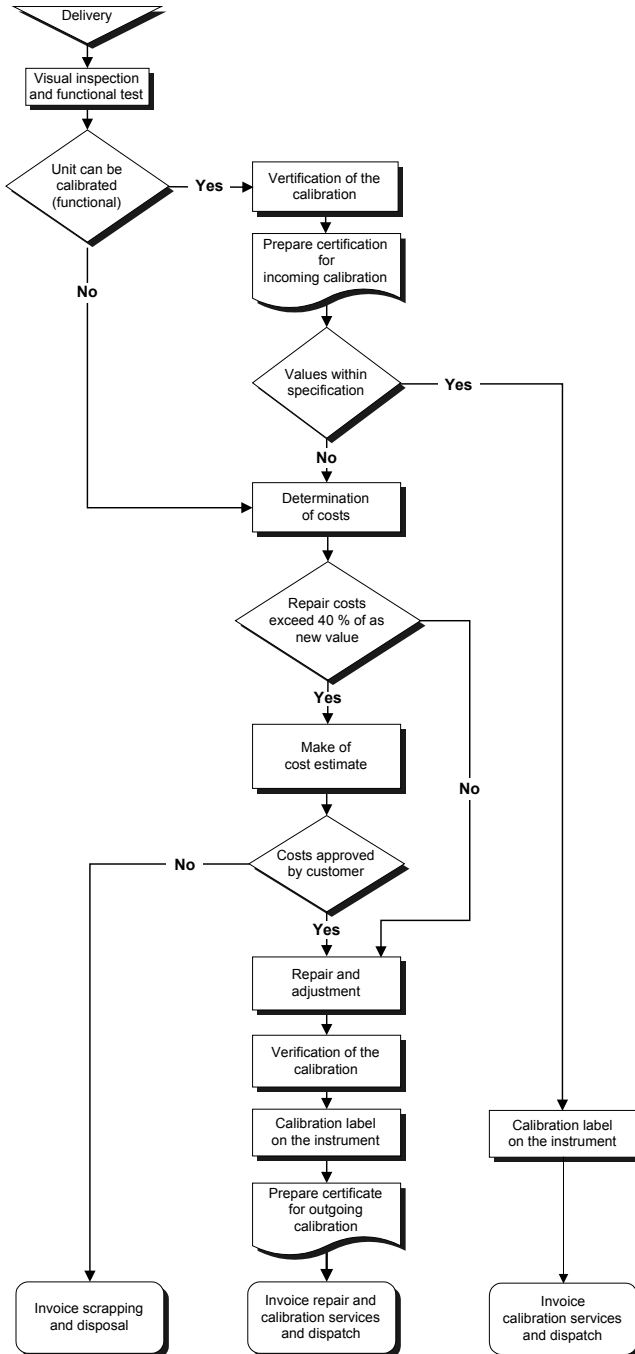 Delivery
Visual inspection
and functional test
Unit can be
calibrated
(functional)
Yes
Vertification of the
calibration
Prepare certification
for
incoming calibration
No
Values within
specification
Yes
No
Determination
of costs
Repair costs
exceed 40 % of as
new value
Yes
Make of
cost estimate
No
Costs approved
by customer
No
Yes
Repair and
adjustment
Verification of the
calibration
Calibration label
on the instrument
Calibration label
on the instrument
Prepare certificate
for outgoing
calibration
Invoice scrapping
and disposal
Invoice repair and
calibration services
and dispatch
Invoice
calibration services
and dispatch